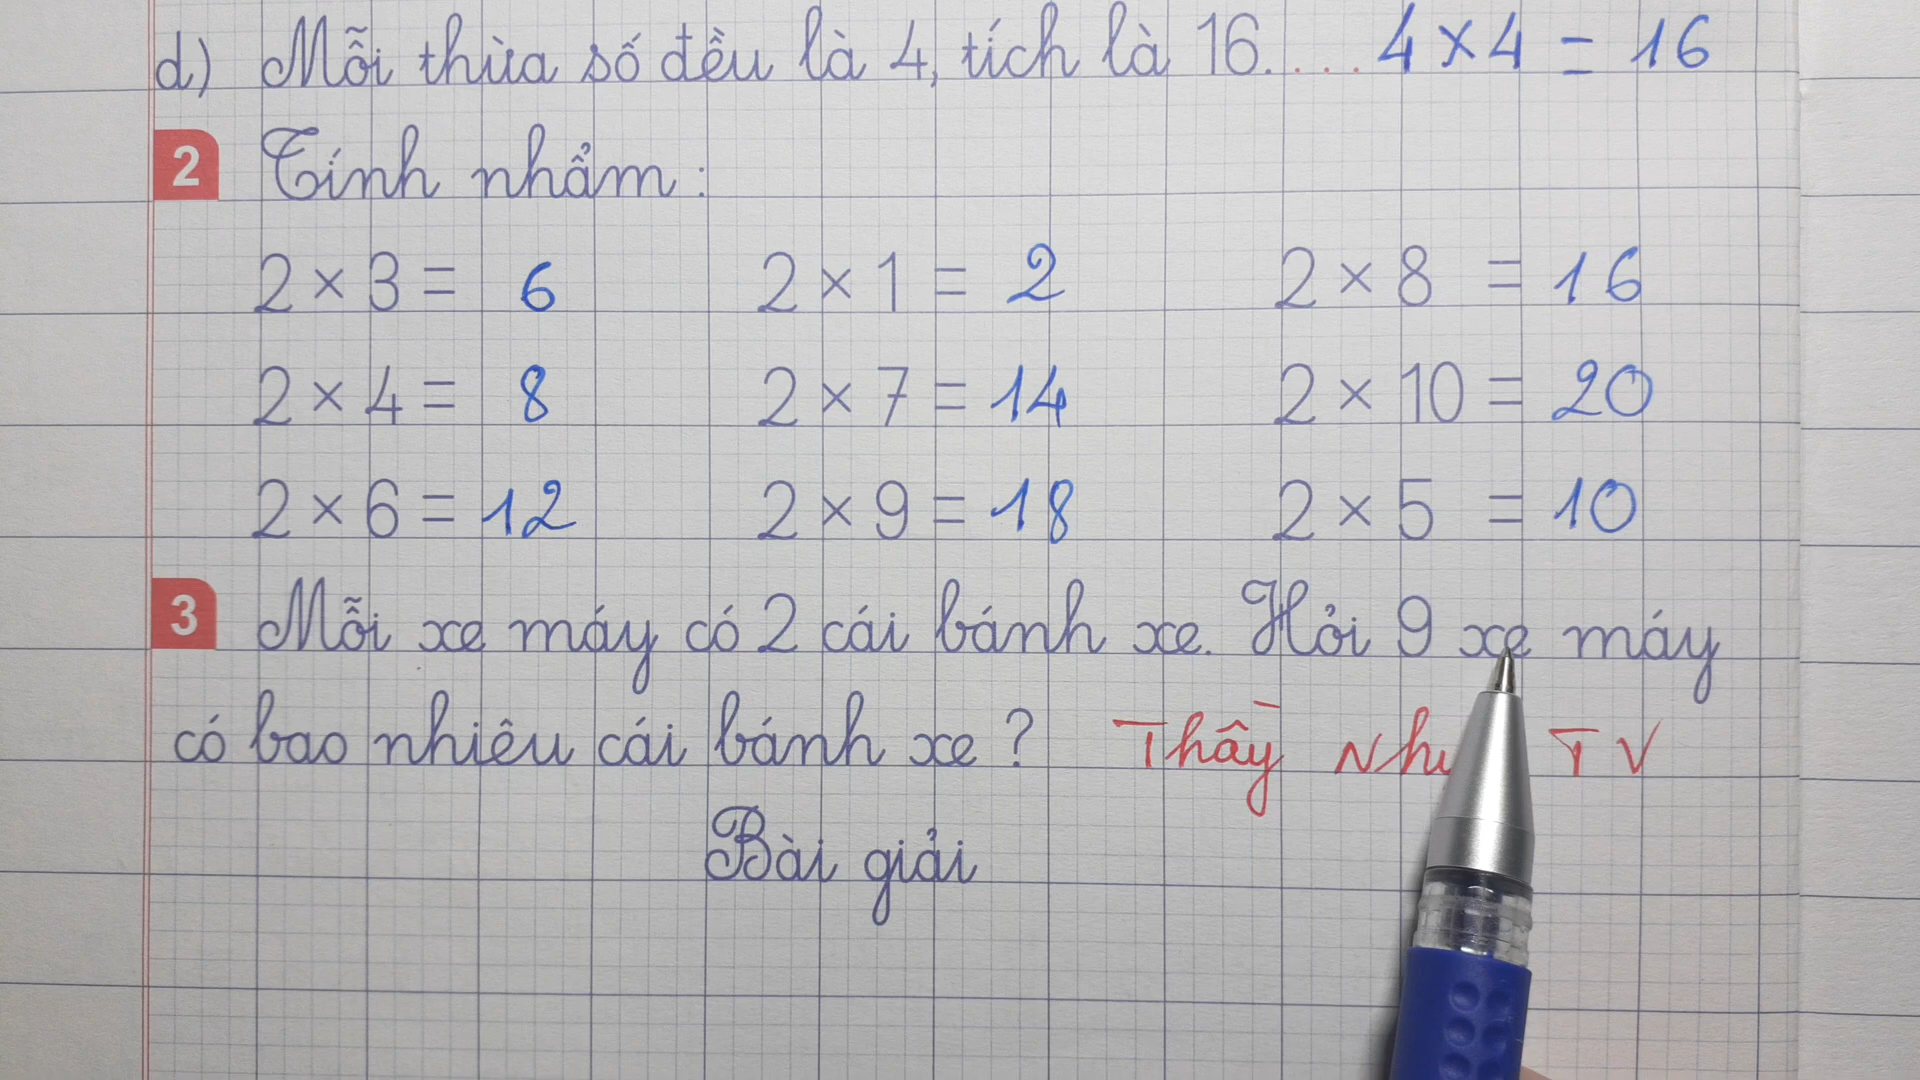 d) Mỗi thừa số đều là 4, tích là 16.... 4 × 4 = 16
2 Tính nhẩm:
2 × 3 = 6 2 × 1 = 2 2 × 8 = 16
2 × 4 = 8 2 × 7 = 14 2 × 10 = 20
2 × 6 = 12 2 × 9 = 18 2 × 5 = 10
3 Mỗi xe máy có 2 cái bánh xe. Hỏi 9 xe máy
có bao nhiêu cái bánh xe? Thầy TV
Bài giải